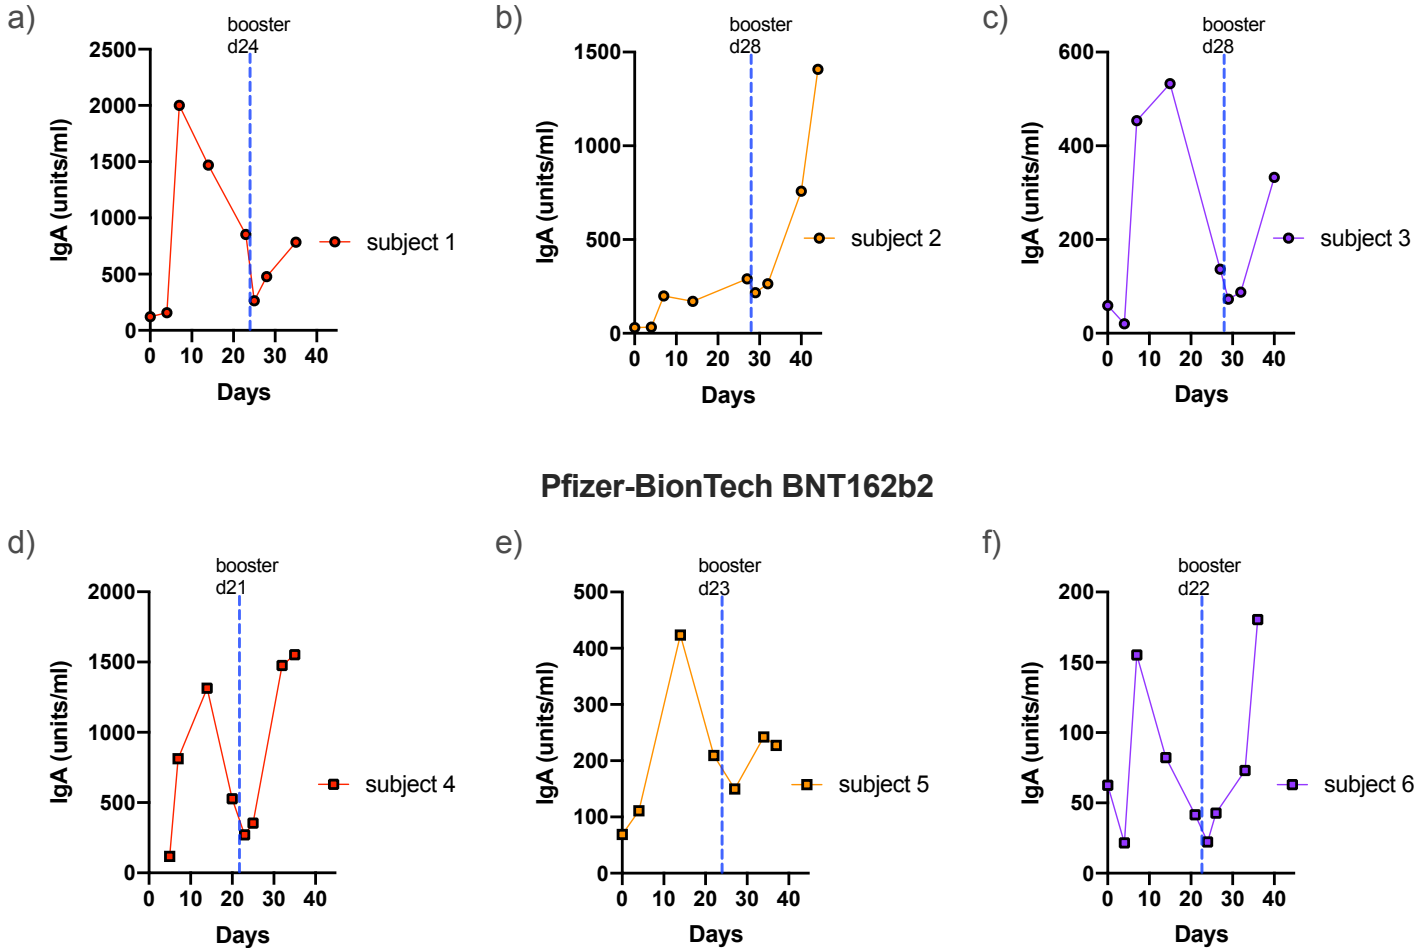 a)
booster
d24
2500
2000
1500
1000
500
0
IgA (units/ml)
0 10 20 30 40
Days
subject 1
b)
booster
d28
1500
1000
500
0
IgA (units/ml)
0 10 20 30 40
Days
subject 2
c)
booster
d28
600
400
200
0
IgA (units/ml)
0 10 20 30 40
Days
subject 3
Pfizer-BionTech BNT162b2
d)
booster
d21
2000
1500
1000
500
0
IgA (units/ml)
0 10 20 30 40
Days
subject 4
e)
booster
d23
500
400
300
200
100
0
IgA (units/ml)
0 10 20 30 40
Days
subject 5
f)
booster
d22
200
150
100
50
0
IgA (units/ml)
0 10 20 30 40
Days
subject 6